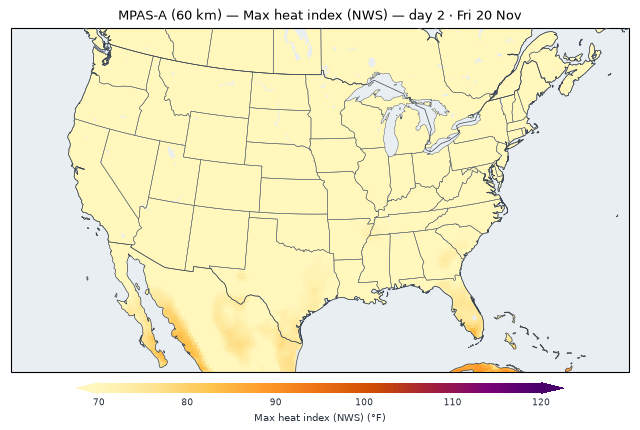 MPAS-A (60 km) — Max heat index (NWS) — day 2 · Fri 20 Nov
70 80 90 100 110 120
Max heat index (NWS) (°F)